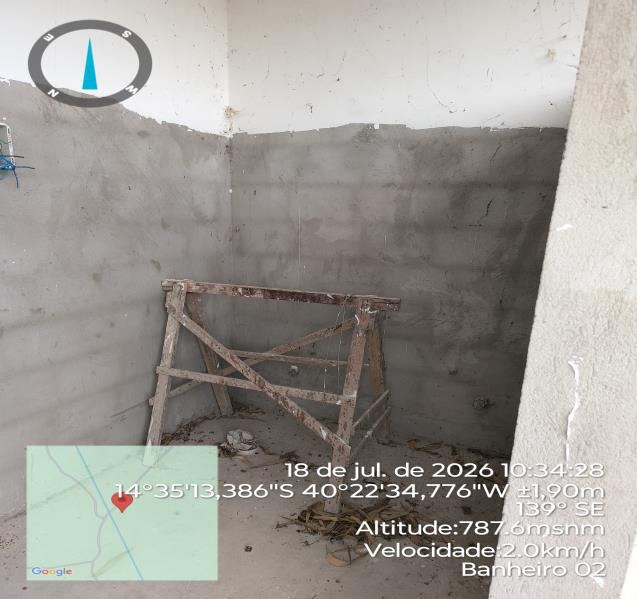 S
E
W
N
18 de jul. de 2026 10:34:28
14°35'13,386"S 40°22'34,776"W ±1,90m
139° SE
Altitude:787.6msnm
Velocidade:2.0km/h
Banheiro 02
Google